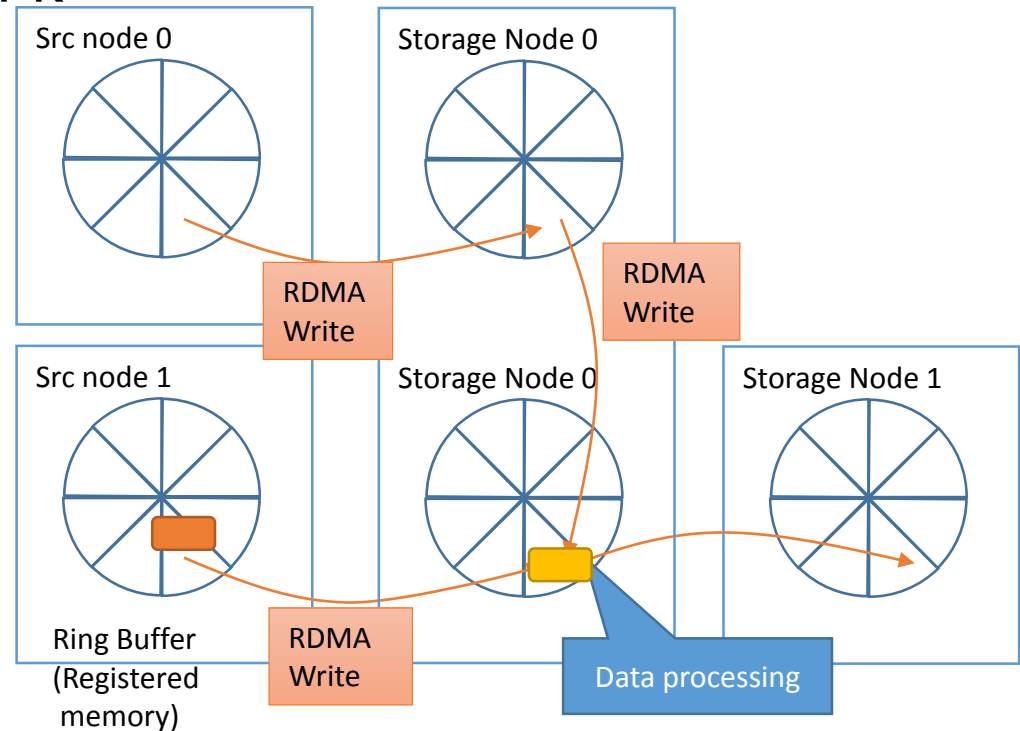 Src node 0
Storage Node 0
RDMA
Write
RDMA
Write
Src node 1
Storage Node 0
Storage Node 1
Ring Buffer
(Registered
memory)
RDMA
Write
Data processing